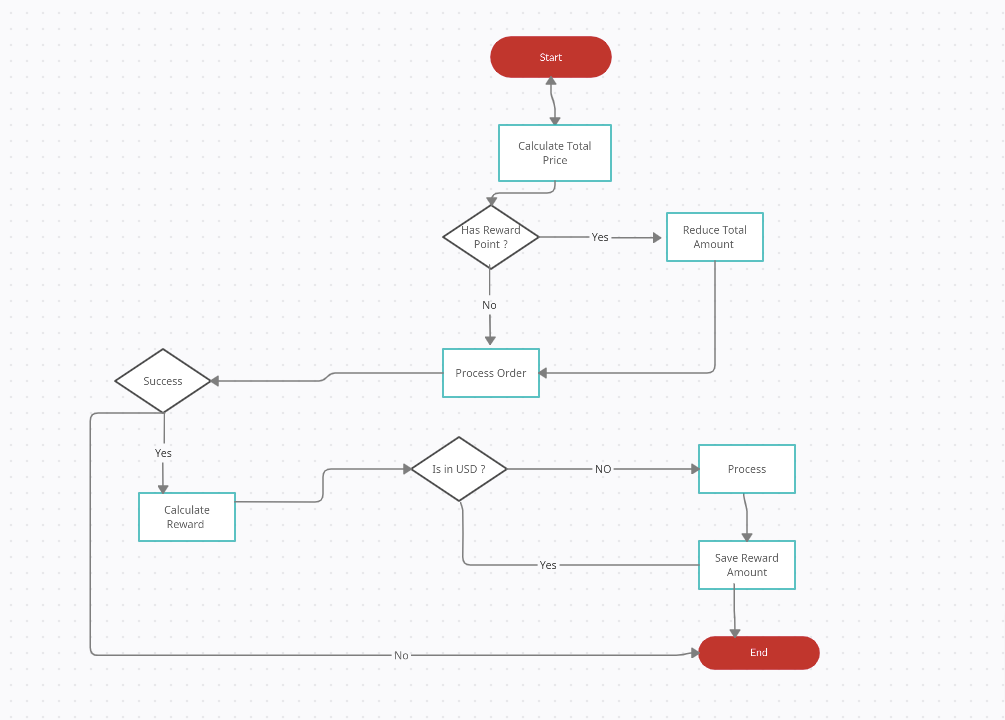 Start
Calculate Total
Price
Has Reward
Point ?
Yes
Reduce Total
Amount
No
Process Order
Success
Yes
Calculate
Reward
Is in USD ?
NO
Process
Yes
Save Reward
Amount
No
End